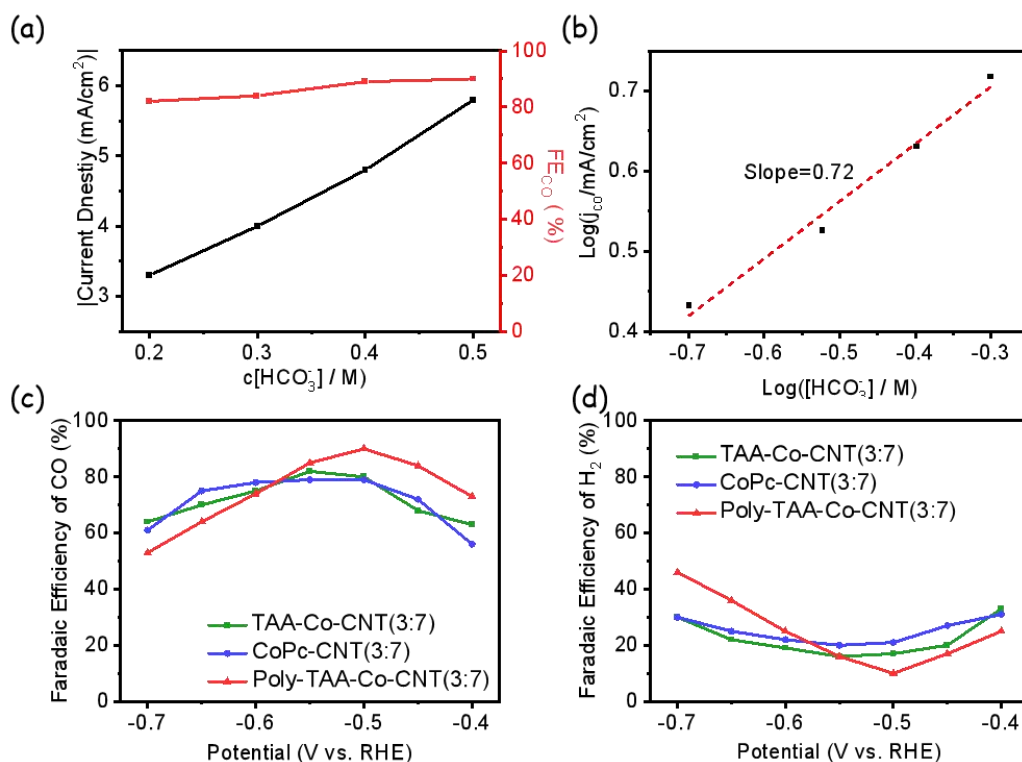 (a)
|Current Dnestiy (mA/cm²)|
6
5
4
3
100
80
60
40
20
0
FE_CO (%)
0.2 0.3 0.4 0.5
c[HCO₃⁻] / M)
(b)
Log(j_CO/mA/cm²)
0.7
0.6
0.5
0.4
Slope=0.72
-0.7 -0.6 -0.5 -0.4 -0.3
Log([HCO₃⁻] / M)
(c)
Faradaic Efficiency of CO (%)
100
80
60
40
20
0
TAA-Co-CNT(3:7)
CoPc-CNT(3:7)
Poly-TAA-Co-CNT(3:7)
-0.7 -0.6 -0.5 -0.4
Potential (V vs. RHE)
(d)
Faradaic Efficiency of H₂ (%)
100
80
60
40
20
0
TAA-Co-CNT(3:7)
CoPc-CNT(3:7)
Poly-TAA-Co-CNT(3:7)
-0.7 -0.6 -0.5 -0.4
Potential (V vs. RHE)